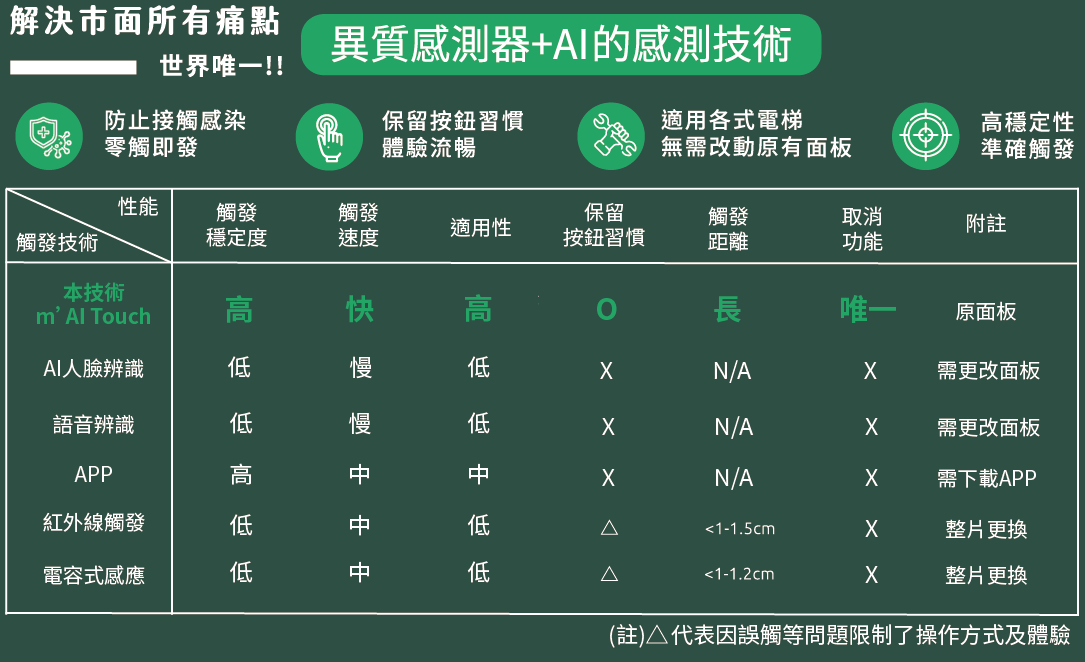 解決市面所有痛點
世界唯一!!
異質感測器+AI的感測技術
防止接觸感染
零觸即發
保留按鈕習慣
體驗流暢
適用各式電梯
無需改動原有面板
高穩定性
準確觸發
性能
觸發技術
觸發
穩定度
觸發
速度
適用性
保留
按鈕習慣
觸發
距離
取消
功能
附註
本技術
m’ AI Touch
高 快 高 O 長 唯一 原面板
AI人臉辨識 低 慢 低 X N/A X 需更改面板
語音辨識 低 慢 低 X N/A X 需更改面板
APP 高 中 中 X N/A X 需下載APP
紅外線觸發 低 中 低 △ <1-1.5cm X 整片更換
電容式感應 低 中 低 △ <1-1.2cm X 整片更換
(註)△代表因誤觸等問題限制了操作方式及體驗